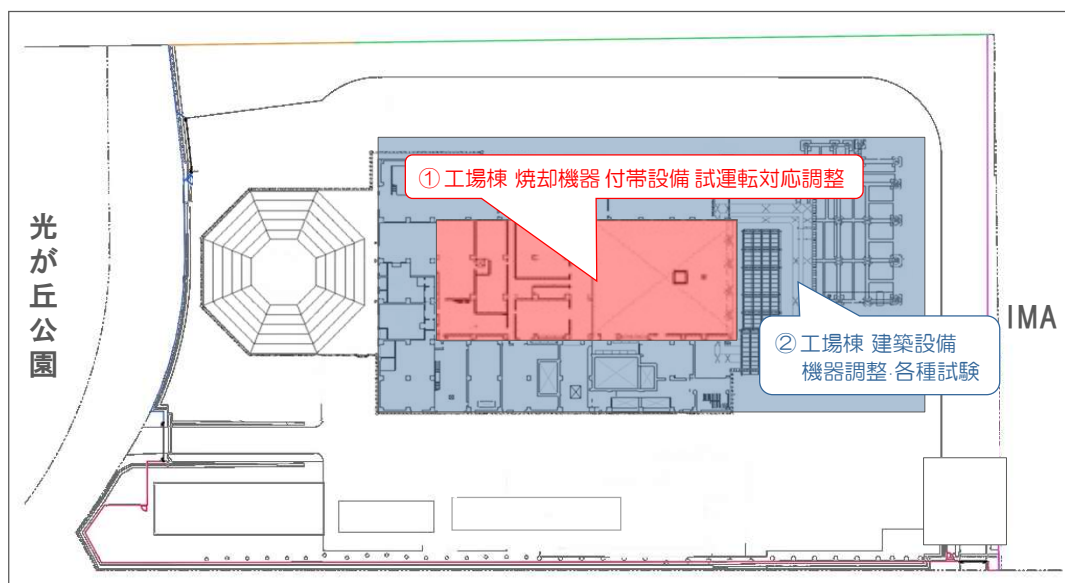 ① 工場棟 焼却機器 付帯設備 試運転対応調整
光が丘公園
IMA
② 工場棟 建築設備
機器調整・各種試験